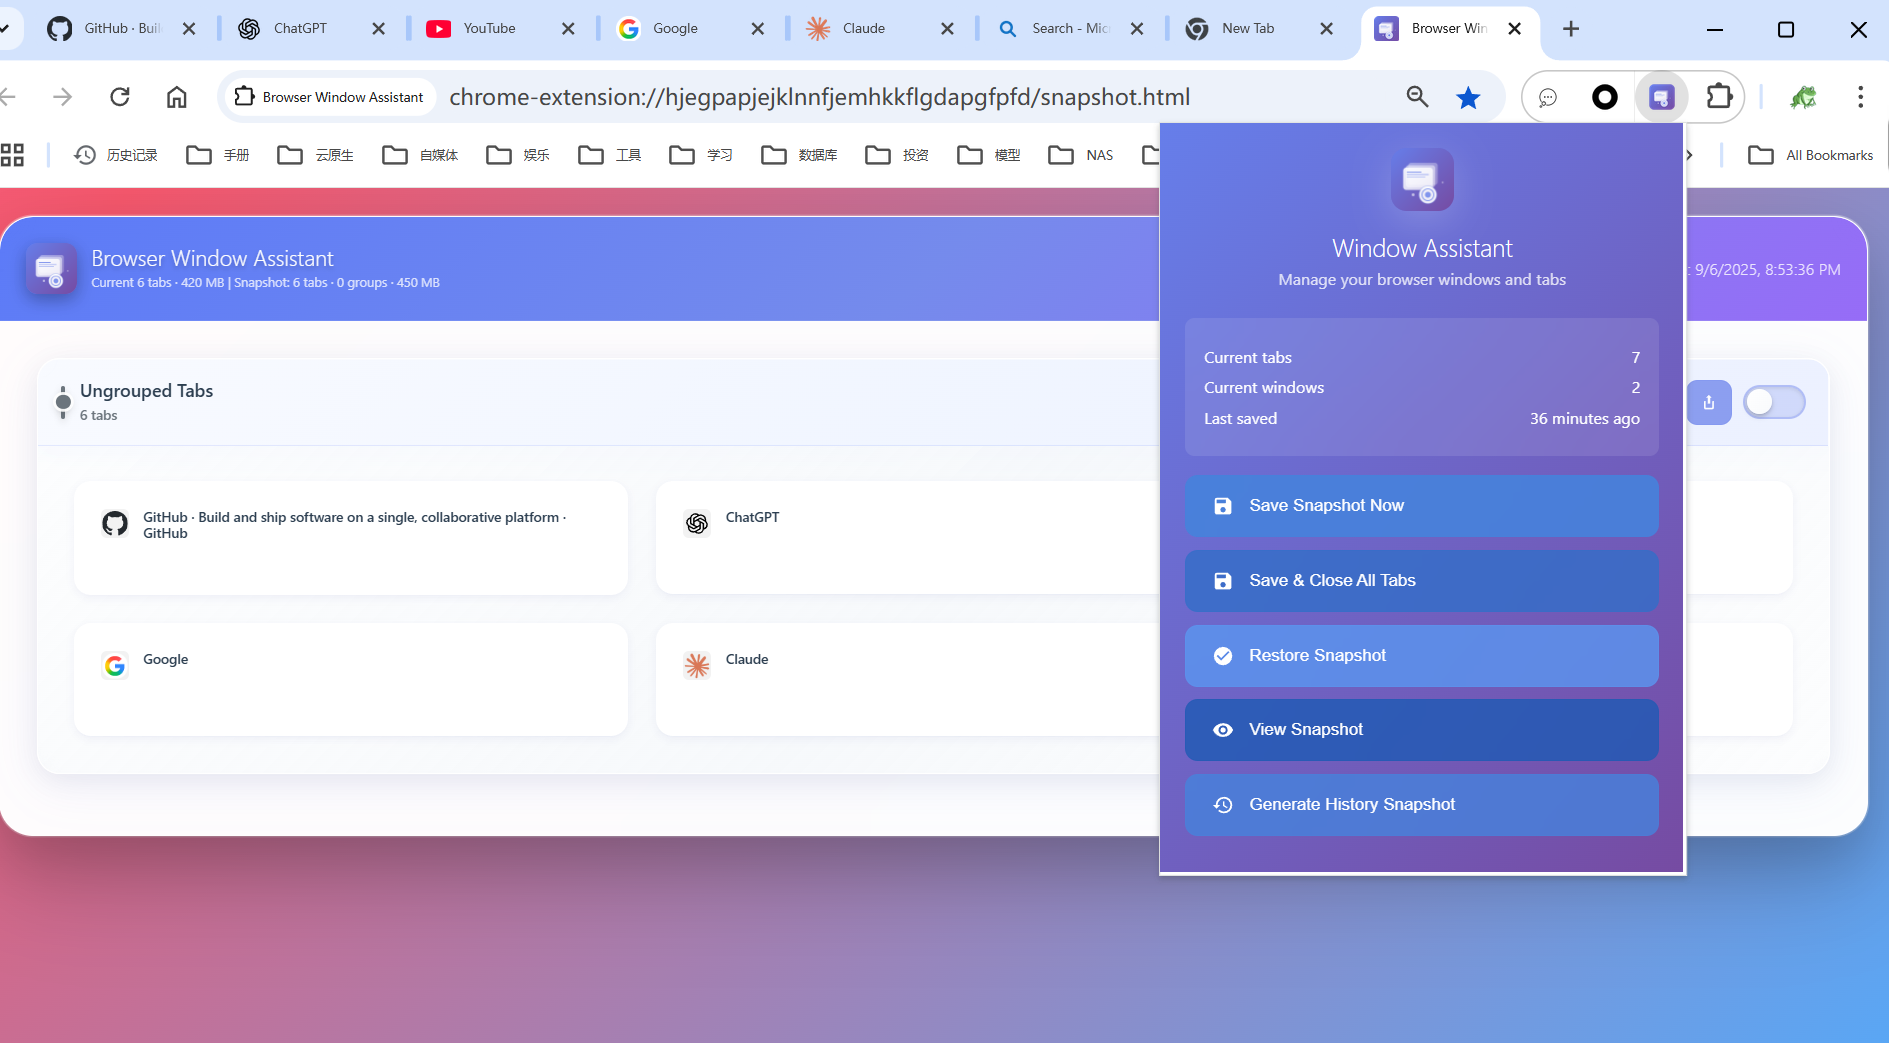 GitHub · Buil
ChatGPT
YouTube
Google
Claude
Search - Mic
New Tab
Browser Win
Browser Window Assistant
chrome-extension://hjegpapjejklnnfjemhkkflgdapgfpfd/snapshot.html
历史记录
手册
云原生
自媒体
娱乐
工具
学习
数据库
投资
模型
NAS
All Bookmarks
Browser Window Assistant
Current 6 tabs · 420 MB | Snapshot: 6 tabs · 0 groups · 450 MB
: 9/6/2025, 8:53:36 PM
Ungrouped Tabs
6 tabs
GitHub · Build and ship software on a single, collaborative platform ·
GitHub
ChatGPT
Google
Claude
Window Assistant
Manage your browser windows and tabs
Current tabs 7
Current windows 2
Last saved 36 minutes ago
Save Snapshot Now
Save & Close All Tabs
Restore Snapshot
View Snapshot
Generate History Snapshot